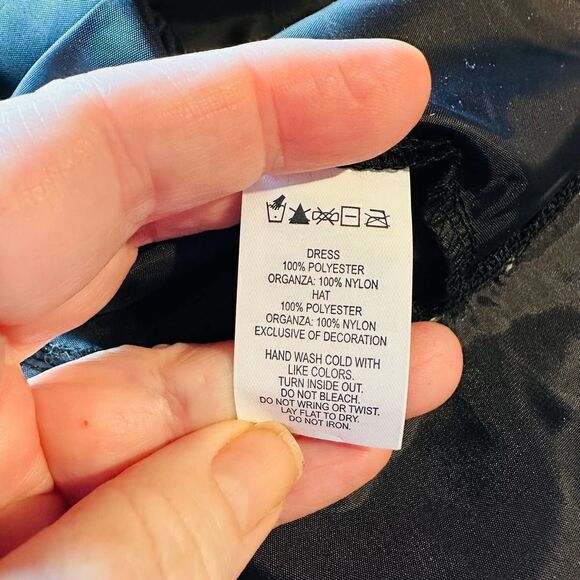 DRESS
100% POLYESTER
ORGANZA: 100% NYLON
HAT
100% POLYESTER
ORGANZA: 100% NYLON
EXCLUSIVE OF DECORATION
HAND WASH COLD WITH
LIKE COLORS,
TURN INSIDE OUT.
DO NOT BLEACH.
DO NOT WRING OR TWIST.
LAY FLAT TO DRY.
DO NOT IRON.